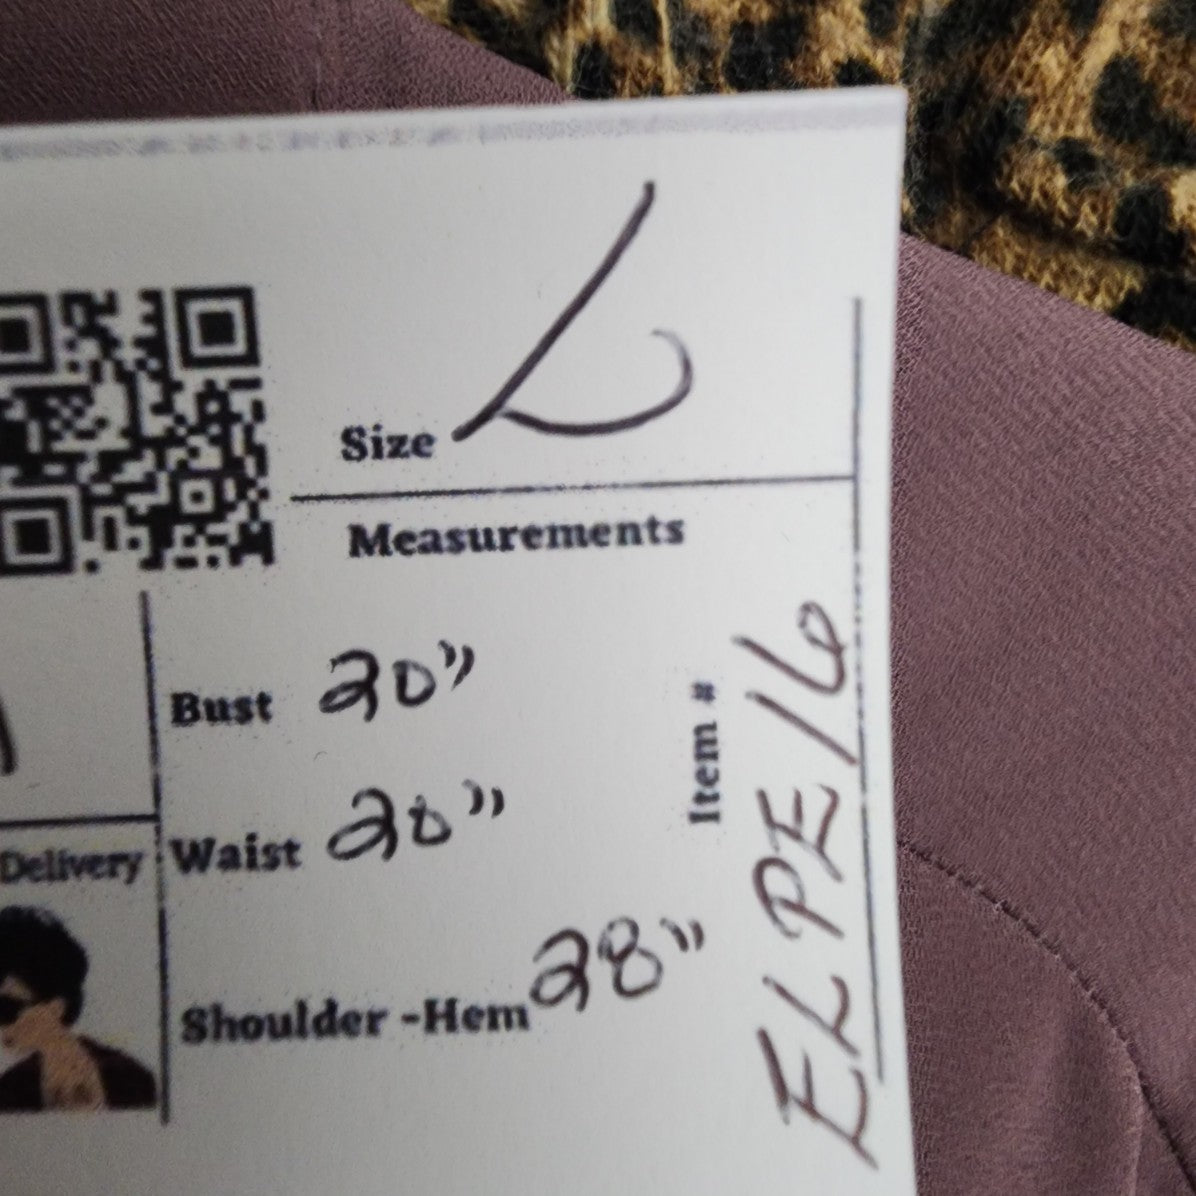 Size L
Measurements
Bust 20"
Waist 20"
Shoulder -Hem 28"
Delivery
Item # ELPE16